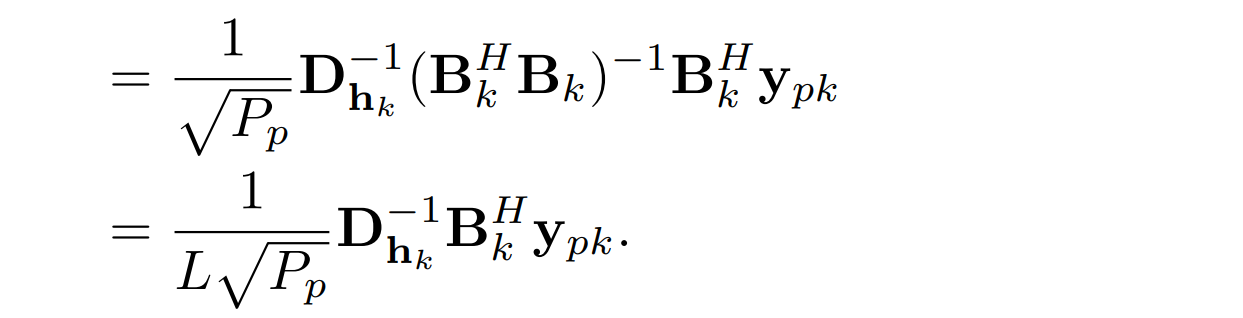 $= \frac{1}{\sqrt{P_p}} \mathbf{D}_{\mathbf{h}_k}^{-1} (\mathbf{B}_k^H \mathbf{B}_k)^{-1} \mathbf{B}_k^H \mathbf{y}_{pk}$
$= \frac{1}{L\sqrt{P_p}} \mathbf{D}_{\mathbf{h}_k}^{-1} \mathbf{B}_k^H \mathbf{y}_{pk}.$